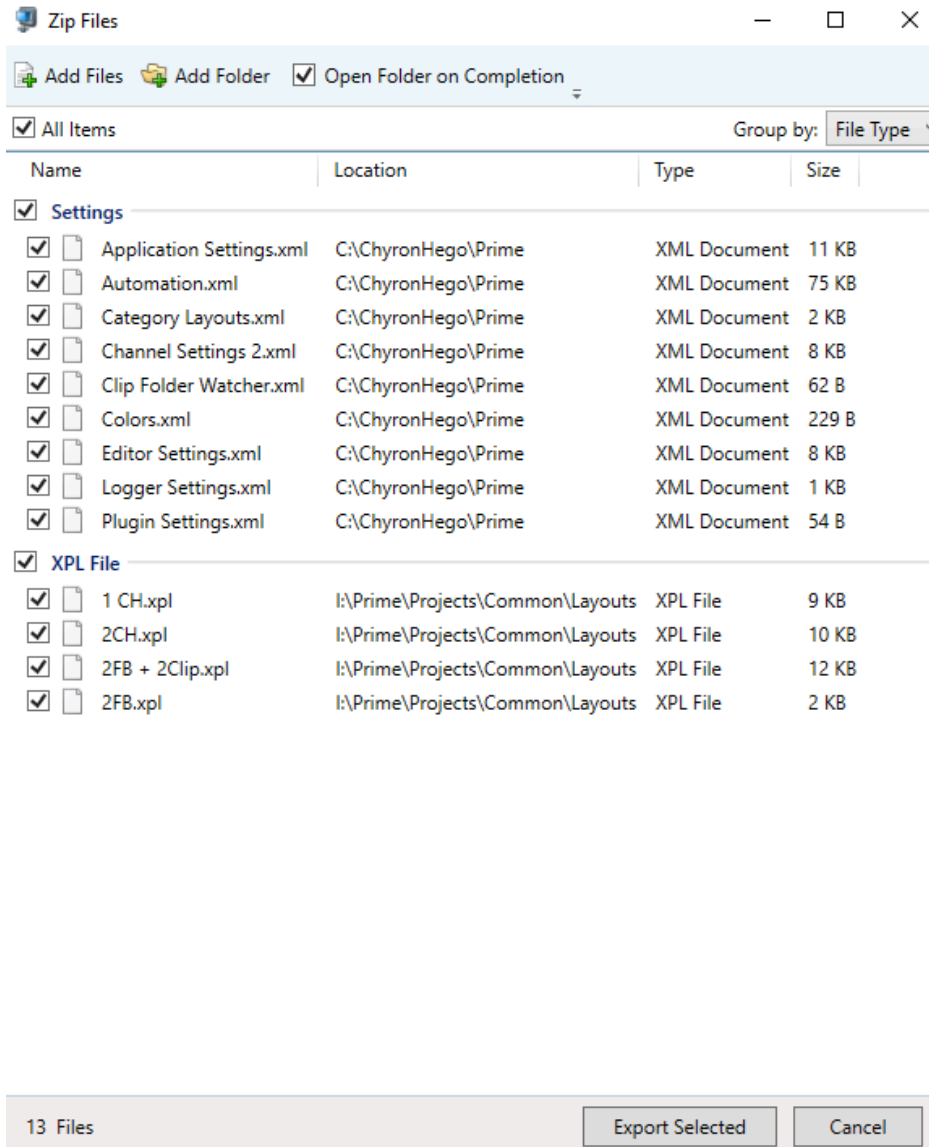 Zip Files
Add Files Add Folder Open Folder on Completion
All Items Group by: File Type
Name Location Type Size
Settings
Application Settings.xml C:\ChyronHego\Prime XML Document 11 KB
Automation.xml C:\ChyronHego\Prime XML Document 75 KB
Category Layouts.xml C:\ChyronHego\Prime XML Document 2 KB
Channel Settings 2.xml C:\ChyronHego\Prime XML Document 8 KB
Clip Folder Watcher.xml C:\ChyronHego\Prime XML Document 62 B
Colors.xml C:\ChyronHego\Prime XML Document 229 B
Editor Settings.xml C:\ChyronHego\Prime XML Document 8 KB
Logger Settings.xml C:\ChyronHego\Prime XML Document 1 KB
Plugin Settings.xml C:\ChyronHego\Prime XML Document 54 B
XPL File
1 CH.xpl I:\Prime\Projects\Common\Layouts XPL File 9 KB
2CH.xpl I:\Prime\Projects\Common\Layouts XPL File 10 KB
2FB + 2Clip.xpl I:\Prime\Projects\Common\Layouts XPL File 12 KB
2FB.xpl I:\Prime\Projects\Common\Layouts XPL File 2 KB
13 Files Export Selected Cancel